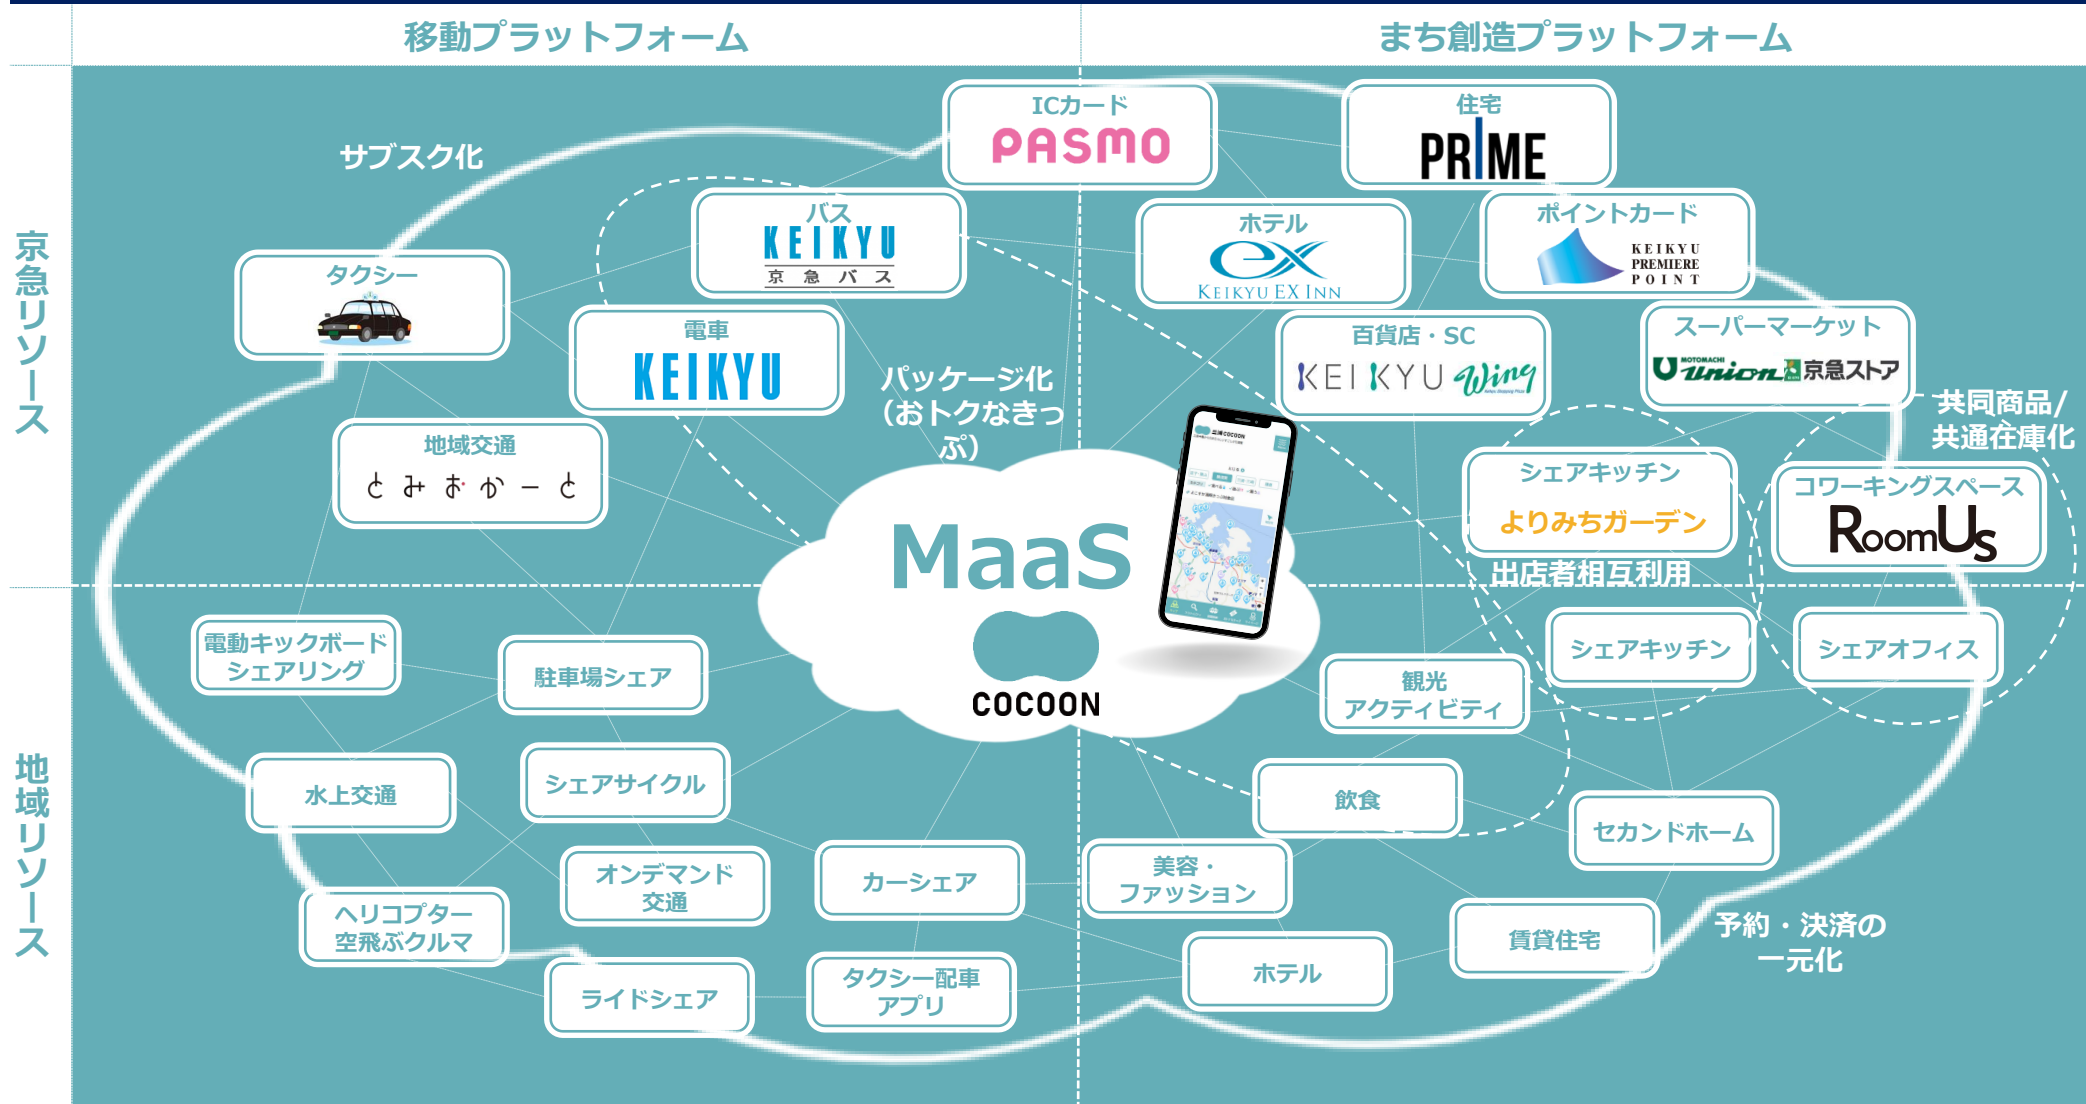 移動プラットフォーム
まち創造プラットフォーム
京急リソース
地域リソース
ICカード
PASMO
住宅
PRIME
サブスク化
バス
KEIKYU
京急バス
ホテル
ex
KEIKYU EX INN
ポイントカード
KEIKYU
PREMIERE
POINT
タクシー
電車
KEIKYU
百貨店・SC
KEIKYU Wing
スーパーマーケット
MOTOMACHI
Union 京急ストア
パッケージ化
（おトクなきっ
ぷ）
共同商品/
共通在庫化
地域交通
とみおかーと
三浦COCOON
シェアキッチン
よりみちガーデン
コワーキングスペース
RoomUs
出店者相互利用
MaaS
COCOON
電動キックボード
シェアリング
駐車場シェア
シェアキッチン
シェアオフィス
観光
アクティビティ
水上交通
シェアサイクル
飲食
セカンドホーム
オンデマンド
交通
カーシェア
美容・
ファッション
ヘリコプター
空飛ぶクルマ
賃貸住宅
予約・決済の
一元化
ライドシェア
タクシー配車
アプリ
ホテル